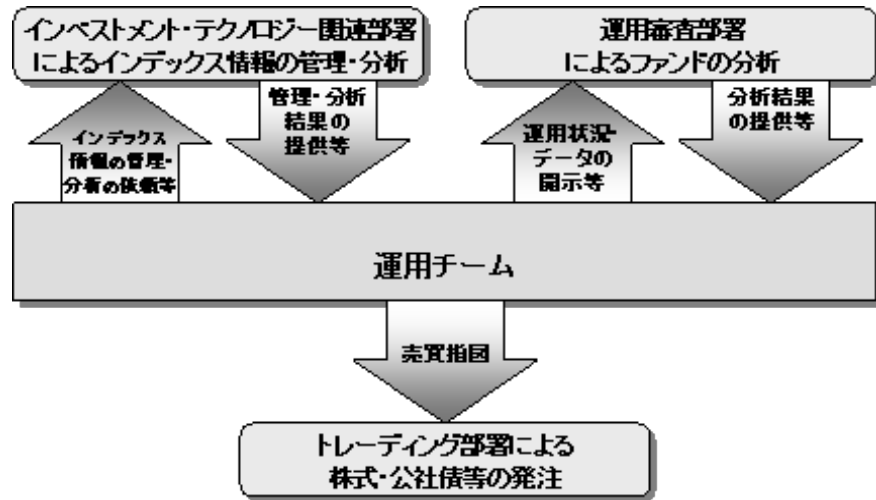 インベストメント・テクノロジー関連部署
によるインデックス情報の管理・分析
運用審査部署
によるファンドの分析
インデックス
情報の管理・
分析の依頼等
管理・分析
結果の
提供等
運用状況・
データの
開示等
分析結果
の提供等
運用チーム
売買指図
トレーディング部署による
株式・公社債等の発注